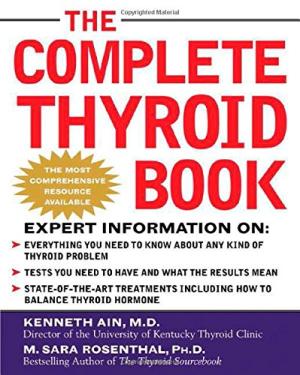 THE
COMPLETE
THYROID
BOOK
THE MOST
COMPREHENSIVE
RESOURCE
AVAILABLE
EXPERT INFORMATION ON:
EVERYTHING YOU NEED TO KNOW ABOUT ANY KIND OF
THYROID PROBLEM
TESTS YOU NEED TO HAVE AND WHAT THE RESULTS MEAN
STATE-OF-THE-ART TREATMENTS INCLUDING HOW TO
BALANCE THYROID HORMONE
KENNETH AIN, M.D.
Director of the University of Kentucky Thyroid Clinic
M. SARA ROSENTHAL, PH.D.
Bestselling Author of The Thyroid Sourcebook